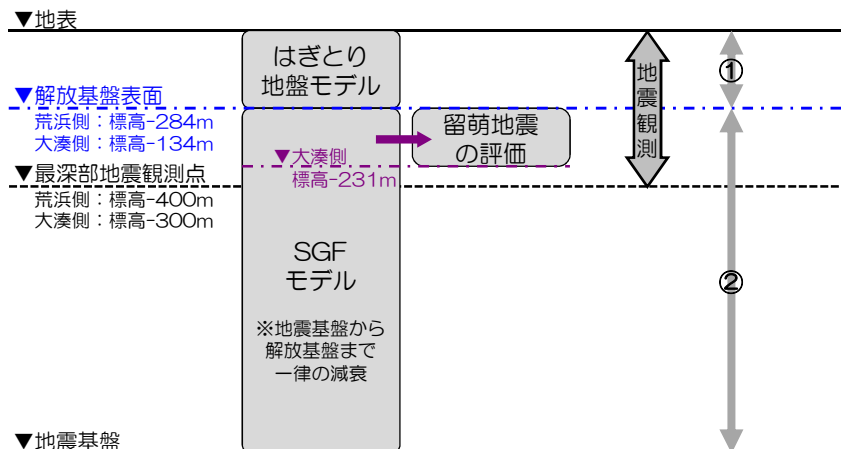 ▼地表
はぎとり
地盤モデル
地震観測
①
▼解放基盤表面
荒浜側：標高-284m
大湊側：標高-134m
留萌地震
の評価
▼大湊側
標高-231m
▼最深部地震観測点
荒浜側：標高-400m
大湊側：標高-300m
SGF
モデル
②
※地震基盤から
解放基盤まで
一律の減衰
▼地震基盤